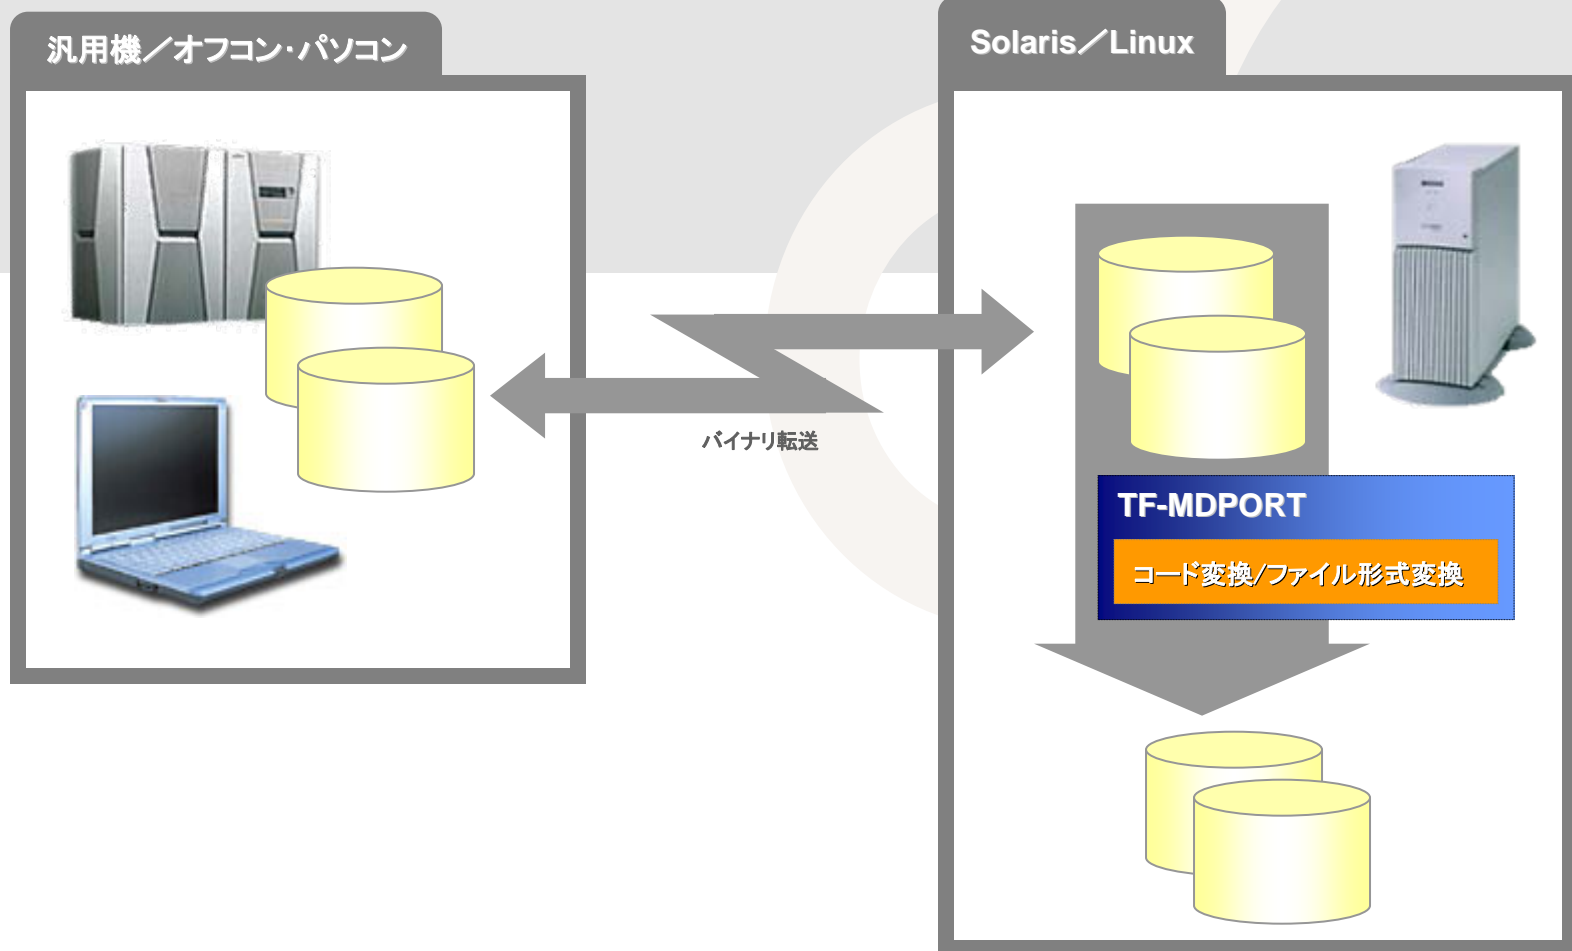 汎用機／オフコン・パソコン
Solaris／Linux
バイナリ転送
TF-MDPORT
コード変換/ファイル形式変換